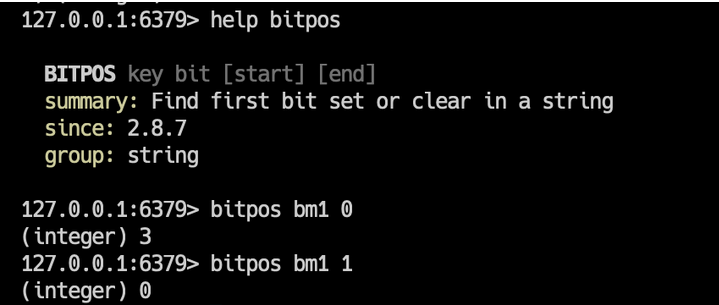 127.0.0.1:6379> help bitpos
BITPOS key bit [start] [end]
summary: Find first bit set or clear in a string
since: 2.8.7
group: string
127.0.0.1:6379> bitpos bm1 0
(integer) 3
127.0.0.1:6379> bitpos bm1 1
(integer) 0